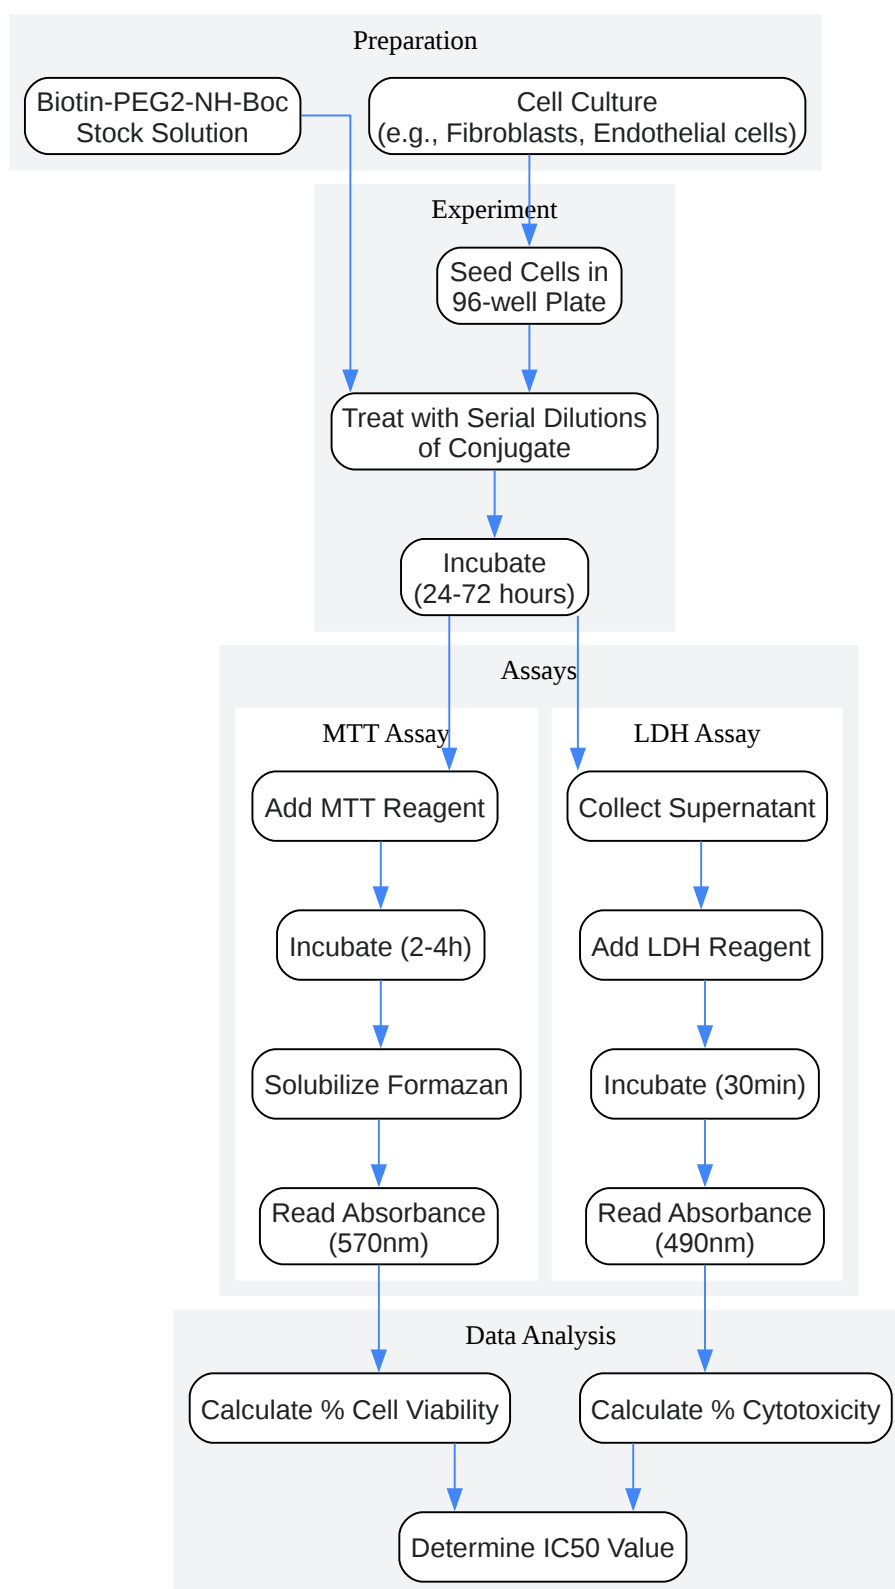 Preparation
Biotin-PEG2-NH-Boc
Stock Solution
Cell Culture
(e.g., Fibroblasts, Endothelial cells)
Experiment
Seed Cells in
96-well Plate
Treat with Serial Dilutions
of Conjugate
Incubate
(24-72 hours)
Assays
MTT Assay
Add MTT Reagent
Incubate (2-4h)
Solubilize Formazan
Read Absorbance
(570nm)
LDH Assay
Collect Supernatant
Add LDH Reagent
Incubate (30min)
Read Absorbance
(490nm)
Data Analysis
Calculate % Cell Viability
Calculate % Cytotoxicity
Determine IC50 Value